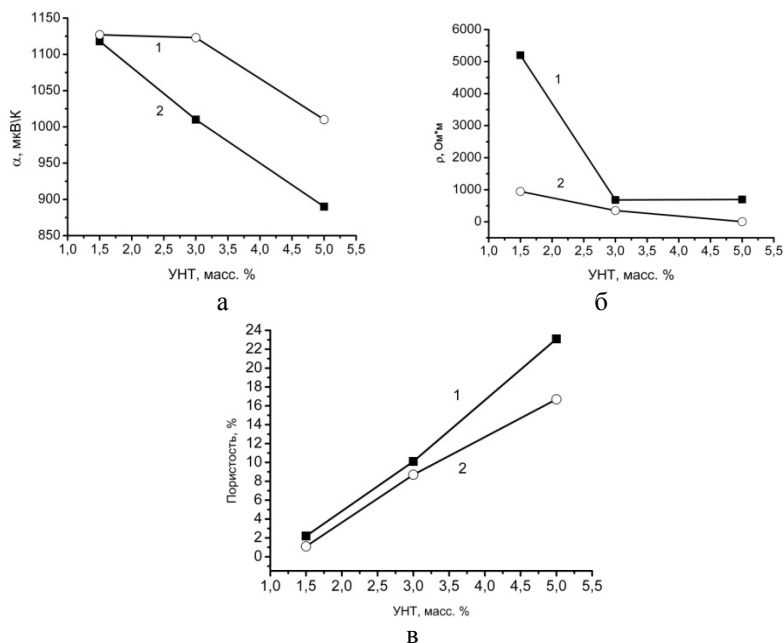 α, мкВ\К
1150
1100
1050
1000
950
900
850
1
2
1,0 1,5 2,0 2,5 3,0 3,5 4,0 4,5 5,0 5,5
УНТ, масс. %
а
ρ, Ом*м
6000
5000
4000
3000
2000
1000
0
1
2
1,0 1,5 2,0 2,5 3,0 3,5 4,0 4,5 5,0 5,5
УНТ, масс. %
б
Пористость, %
24
22
20
18
16
14
12
10
8
6
4
2
0
1
2
1,0 1,5 2,0 2,5 3,0 3,5 4,0 4,5 5,0 5,5
УНТ, масс. %
в